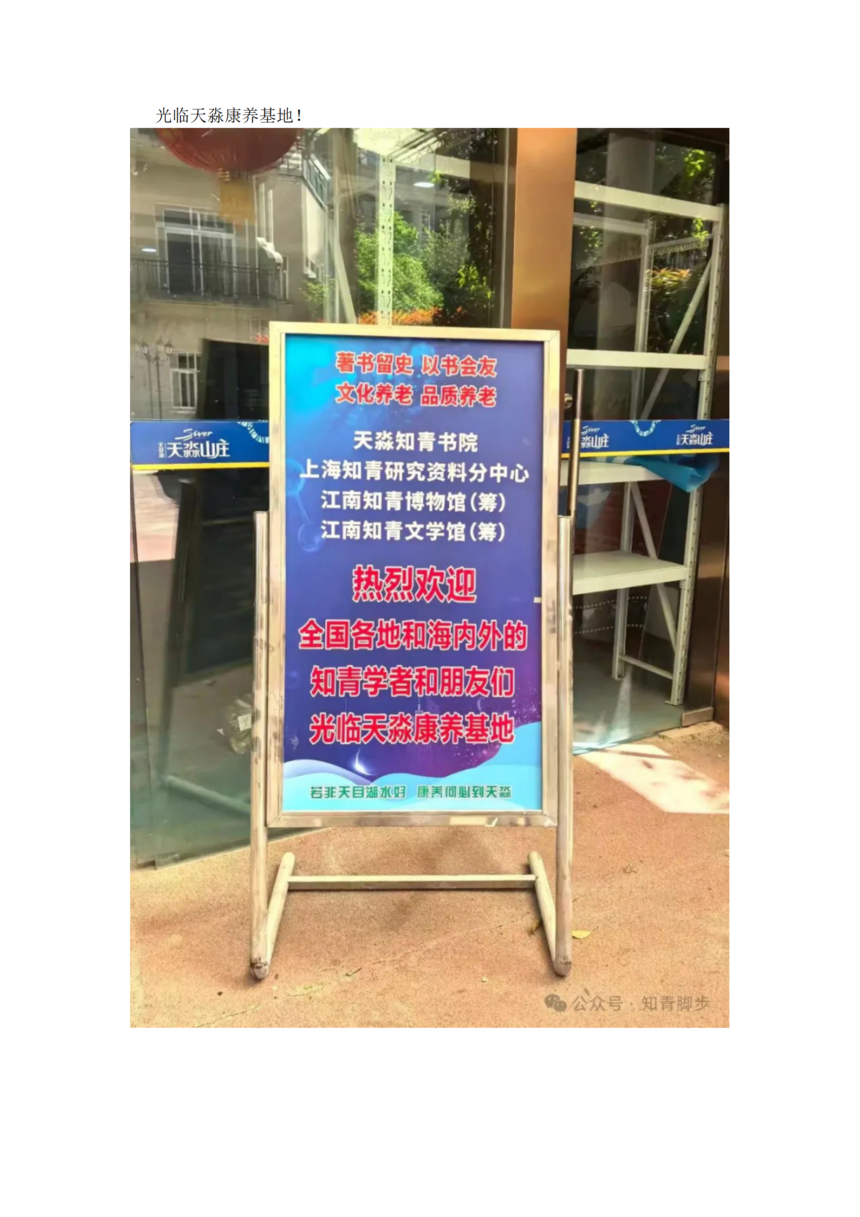 光临天淼康养基地！
著书留史 以书会友
文化养老 品质养老
天淼知青书院
上海知青研究资料分中心
江南知青博物馆（筹）
江南知青文学馆（筹）
热烈欢迎
全国各地和海内外的
知青学者和朋友们
光临天淼康养基地
若非天目湖水好 康养何必到天淼
天淼山庄
淼山庄
天淼山庄
公众号·知青脚步